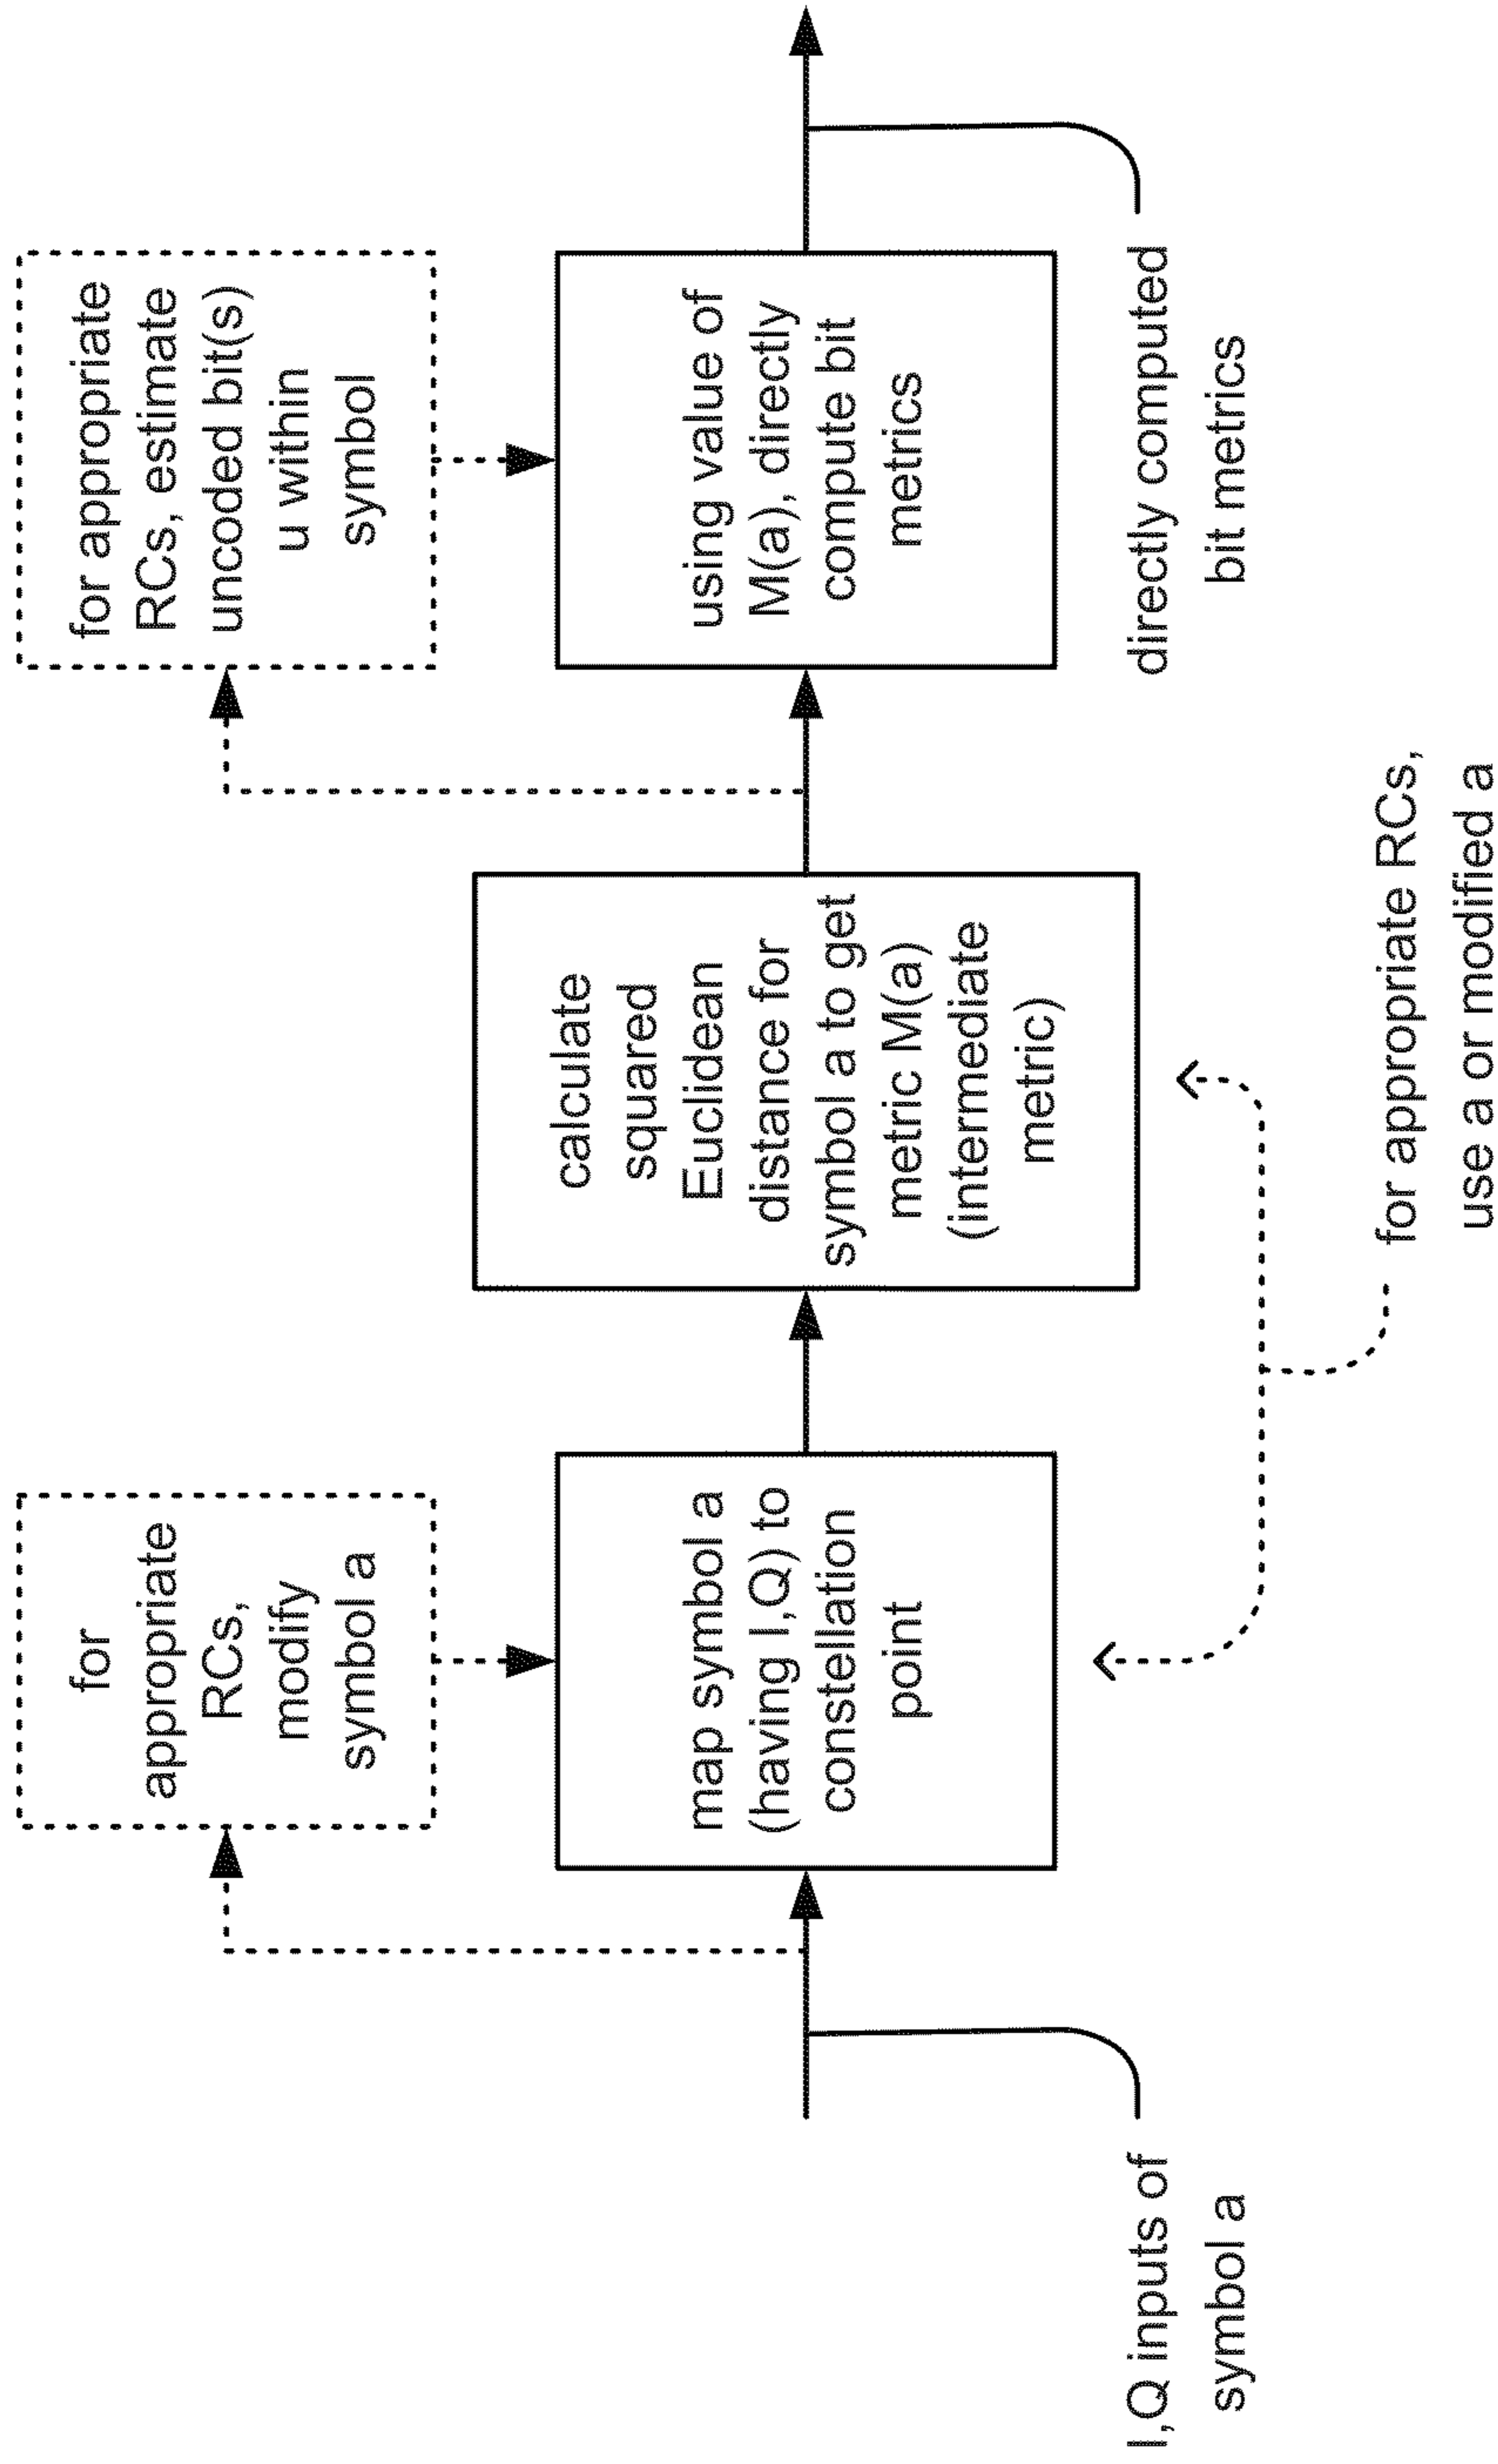 for
appropriate
RCs,
modify
symbol a
for appropriate
RCs, estimate
uncoded bit(s)
u within
symbol
map symbol a
(having I,Q) to
constellation
point
calculate
squared
Euclidean
distance for
symbol a to get
metric M(a)
(intermediate
metric)
using value of
M(a), directly
compute bit
metrics
I,Q inputs of
symbol a
directly computed
bit metrics
for appropriate RCs,
use a or modified a